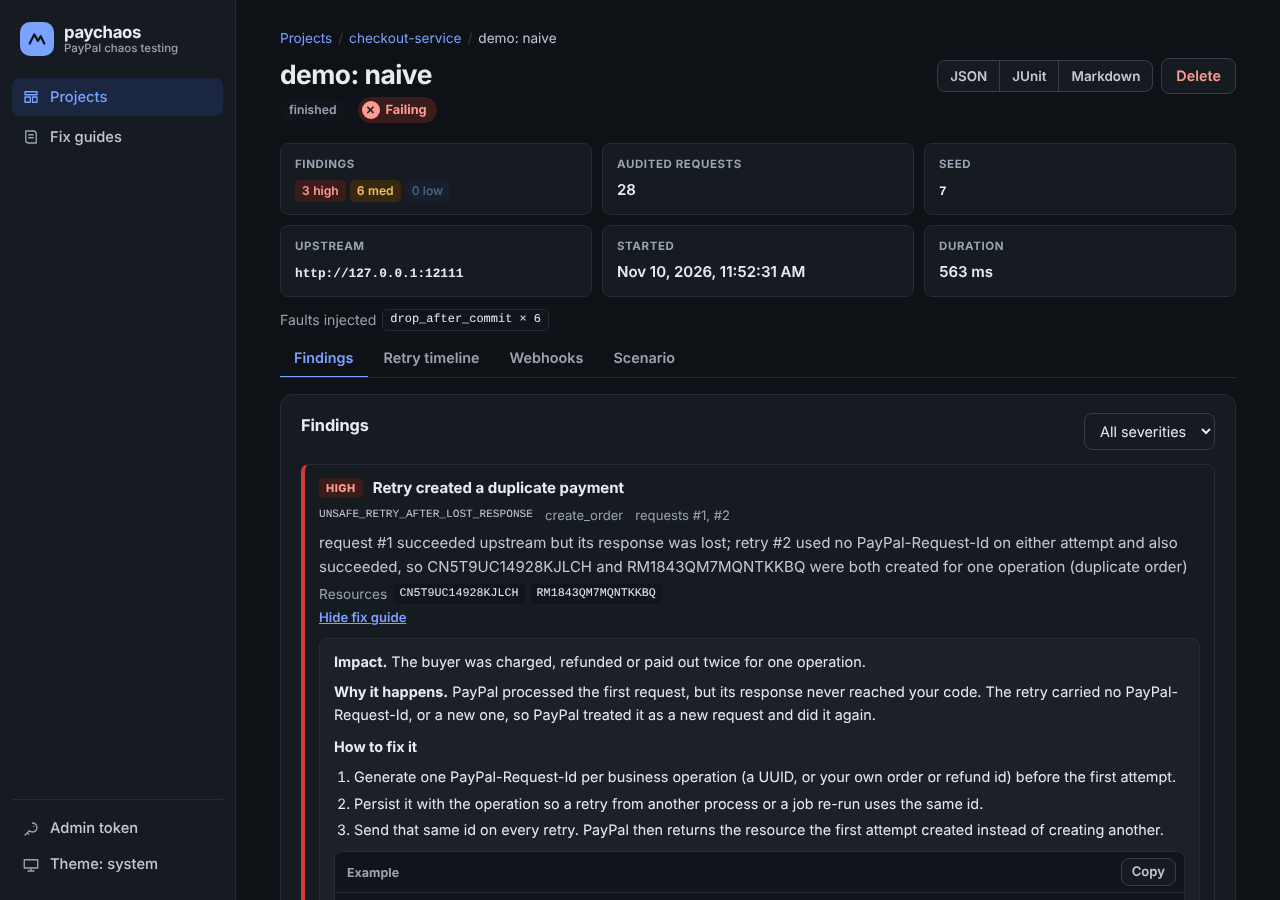 paychaos
PayPal chaos testing
Projects
Fix guides
Admin token
Theme: system
Projects / checkout-service / demo: naive
demo: naive
finished
Failing
JSON
JUnit
Markdown
Delete
FINDINGS
3 high 6 med 0 low
AUDITED REQUESTS
28
SEED
7
UPSTREAM
http://127.0.0.1:12111
STARTED
Nov 10, 2026, 11:52:31 AM
DURATION
563 ms
Faults injected drop_after_commit × 6
Findings Retry timeline Webhooks Scenario
Findings
All severities
HIGH Retry created a duplicate payment
UNSAFE_RETRY_AFTER_LOST_RESPONSE create_order requests #1, #2
request #1 succeeded upstream but its response was lost; retry #2 used no PayPal-Request-Id on either attempt and also
succeeded, so CN5T9UC14928KJLCH and RM1843QM7MQNTKKBQ were both created for one operation (duplicate order)
Resources CN5T9UC14928KJLCH RM1843QM7MQNTKKBQ
Hide fix guide
Impact. The buyer was charged, refunded or paid out twice for one operation.
Why it happens. PayPal processed the first request, but its response never reached your code. The retry carried no PayPal-
Request-Id, or a new one, so PayPal treated it as a new request and did it again.
How to fix it
1. Generate one PayPal-Request-Id per business operation (a UUID, or your own order or refund id) before the first attempt.
2. Persist it with the operation so a retry from another process or a job re-run uses the same id.
3. Send that same id on every retry. PayPal then returns the resource the first attempt created instead of creating another.
Example
Copy